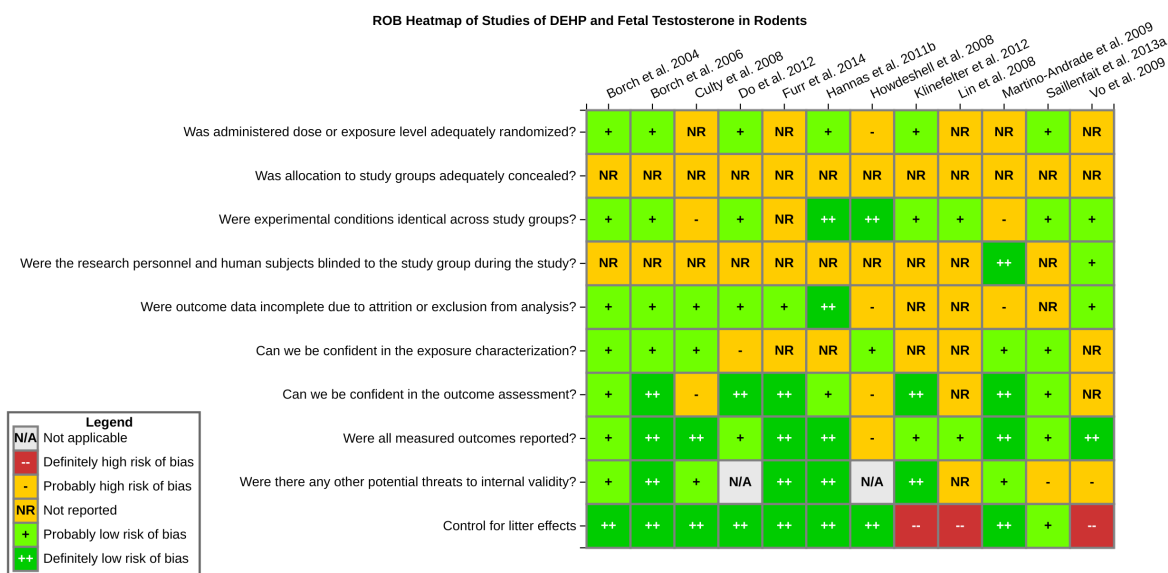 ROB Heatmap of Studies of DEHP and Fetal Testosterone in Rodents
Borch et al. 2004
Borch et al. 2006
Culty et al. 2008
Do et al. 2012
Furr et al. 2014
Hannas et al. 2011b
Howdeshell et al. 2008
Klinefelter et al. 2012
Lin et al. 2008
Martino-Andrade et al. 2009
Saillenfait et al. 2013a
Vo et al. 2009
Was administered dose or exposure level adequately randomized? + + NR + NR + - + NR NR + NR
Was allocation to study groups adequately concealed? NR NR NR NR NR NR NR NR NR NR NR NR
Were experimental conditions identical across study groups? + + - + NR ++ ++ + + - + +
Were the research personnel and human subjects blinded to the study group during the study? NR NR NR NR NR NR NR NR NR ++ NR +
Were outcome data incomplete due to attrition or exclusion from analysis? + + + + + ++ - NR NR - NR +
Can we be confident in the exposure characterization? + + + - NR NR + NR NR + + NR
Can we be confident in the outcome assessment? + ++ - ++ ++ + - ++ NR ++ + NR
Were all measured outcomes reported? + ++ ++ + ++ ++ - + + ++ + ++
Were there any other potential threats to internal validity? + ++ + N/A ++ ++ N/A ++ NR + - -
Control for litter effects ++ ++ ++ ++ ++ ++ ++ -- -- ++ + --
Legend
N/A Not applicable
-- Definitely high risk of bias
- Probably high risk of bias
NR Not reported
+ Probably low risk of bias
++ Definitely low risk of bias